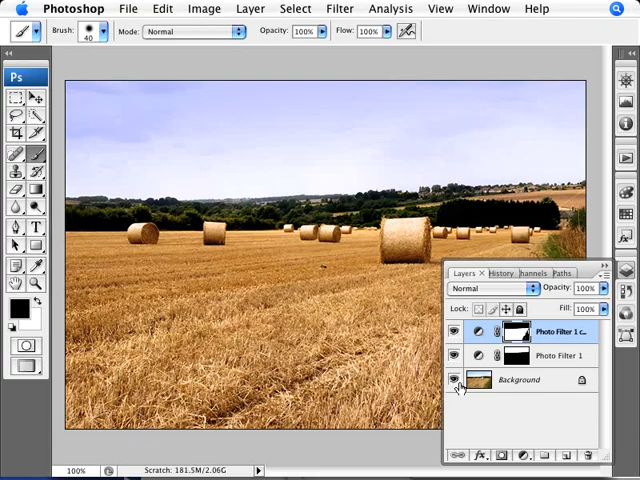 Photoshop File Edit Image Layer Select Filter Analysis View Window Help
Brush: 40 Mode: Normal Opacity: 100% Flow: 100%
Ps
Layers × History hannels Paths
Normal Opacity: 100%
Lock: Fill: 100%
Photo Filter 1 c...
Photo Filter 1
Background
fx
100% Scratch: 181.5M/2.06G